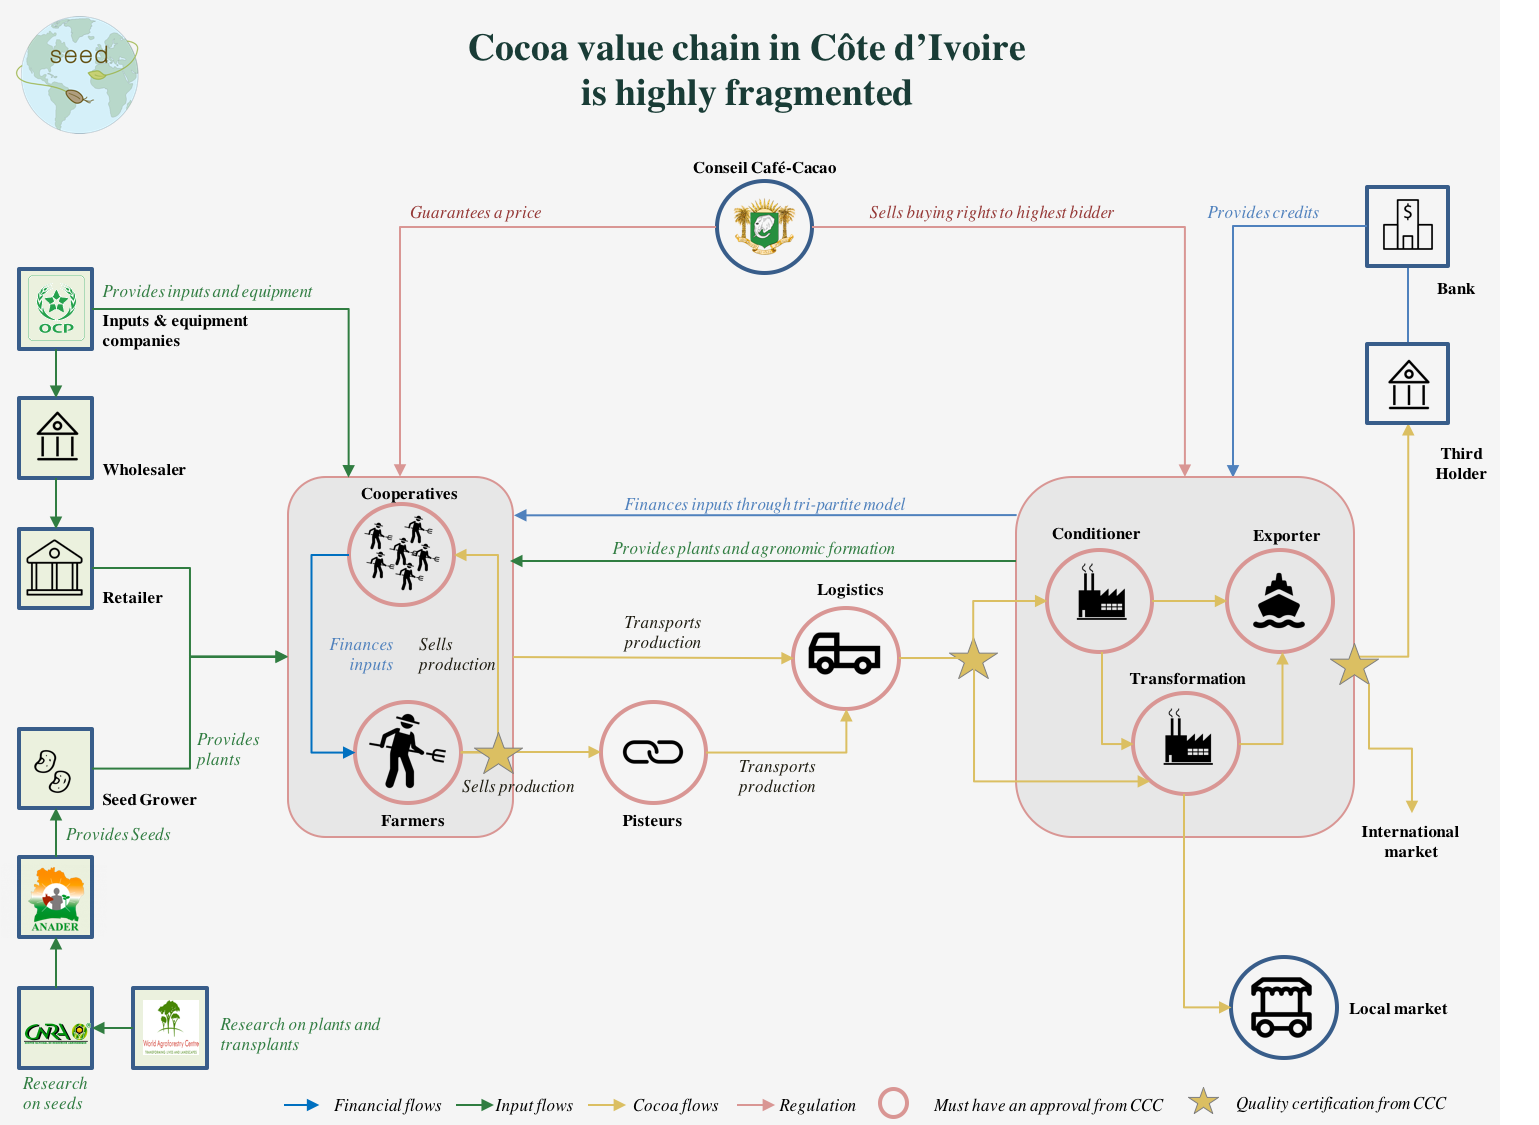 seed
Cocoa value chain in Côte d’Ivoire
is highly fragmented
Conseil Café-Cacao
Guarantees a price
Sells buying rights to highest bidder
Provides credits
$
Bank
OCP
Provides inputs and equipment
Inputs & equipment
companies
Wholesaler
Retailer
Third
Holder
Cooperatives
Finances inputs through tri-partite model
Provides plants and agronomic formation
Conditioner
Exporter
Logistics
Transports
production
Finances
inputs
Sells
production
Transformation
Provides
plants
Seed Grower
Sells production
Transports
production
Farmers
Pisteurs
Provides Seeds
International
market
ANADER
CNRA
World Agroforestry Centre
Research on plants and
transplants
Local market
Research
on seeds
Financial flows
Input flows
Cocoa flows
Regulation
Must have an approval from CCC
Quality certification from CCC